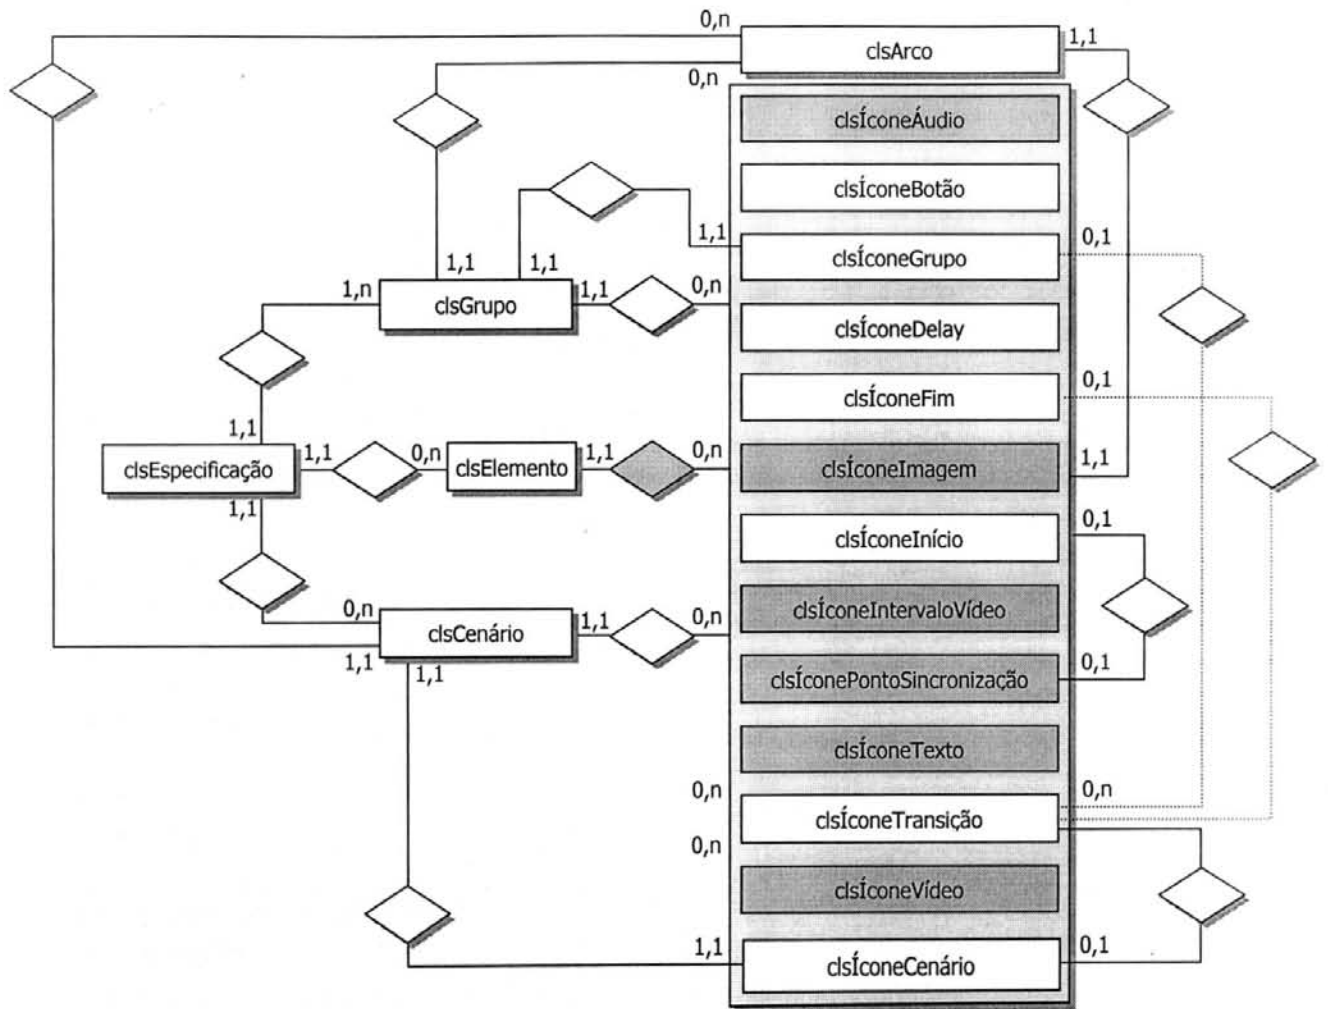 0,n
clsArco
1,1
0,n
clsÍconeÁudio
clsÍconeBotão
1,1
clsÍconeGrupo
0,1
1,1
1,1
1,n
clsGrupo
1,1
0,n
clsÍconeDelay
clsÍconeFim
0,1
1,1
clsEspecificação
1,1
0,n
clsElemento
1,1
0,n
clsÍconeImagem
1,1
1,1
clsÍconeInício
0,1
0,n
clsCenário
1,1
0,n
clsÍconeIntervaloVídeo
1,1
1,1
clsÍconePontoSincronização
0,1
clsÍconeTexto
0,n
clsÍconeTransição
0,n
0,n
clsÍconeVídeo
1,1
clsÍconeCenário
0,1